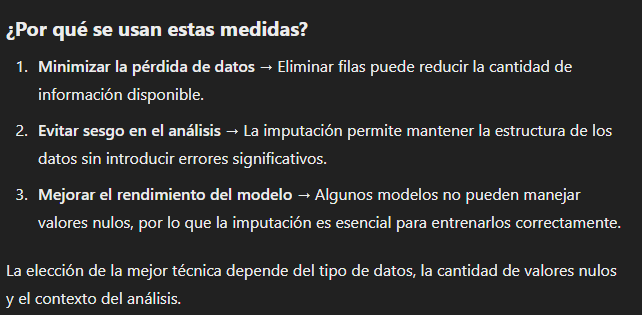 ¿Por qué se usan estas medidas?
1. Minimizar la pérdida de datos → Eliminar filas puede reducir la cantidad de
información disponible.
2. Evitar sesgo en el análisis → La imputación permite mantener la estructura de los
datos sin introducir errores significativos.
3. Mejorar el rendimiento del modelo → Algunos modelos no pueden manejar
valores nulos, por lo que la imputación es esencial para entrenarlos correctamente.
La elección de la mejor técnica depende del tipo de datos, la cantidad de valores nulos
y el contexto del análisis.